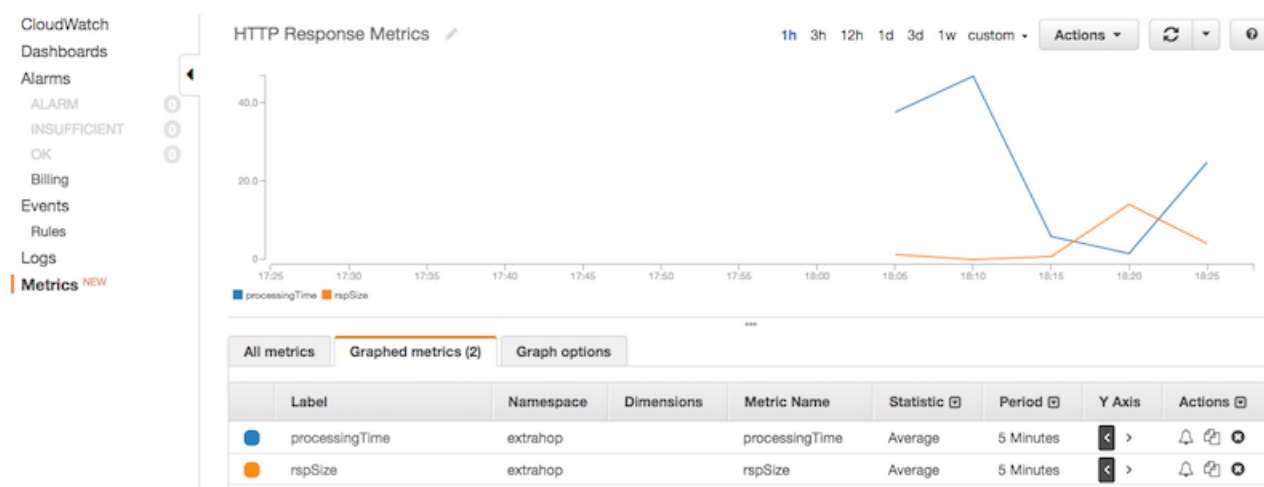 CloudWatch
Dashboards
Alarms
ALARM 0
INSUFFICIENT 0
OK 0
Billing
Events
Rules
Logs
Metrics NEW
HTTP Response Metrics
1h 3h 12h 1d 3d 1w custom
Actions
40.0
20.0
0
17:25 17:30 17:35 17:40 17:45 17:50 17:55 18:00 18:05 18:10 18:15 18:20 18:25
processingTime rspSize
All metrics Graphed metrics (2) Graph options
Label Namespace Dimensions Metric Name Statistic Period Y Axis Actions
processingTime extrahop processingTime Average 5 Minutes
rspSize extrahop rspSize Average 5 Minutes